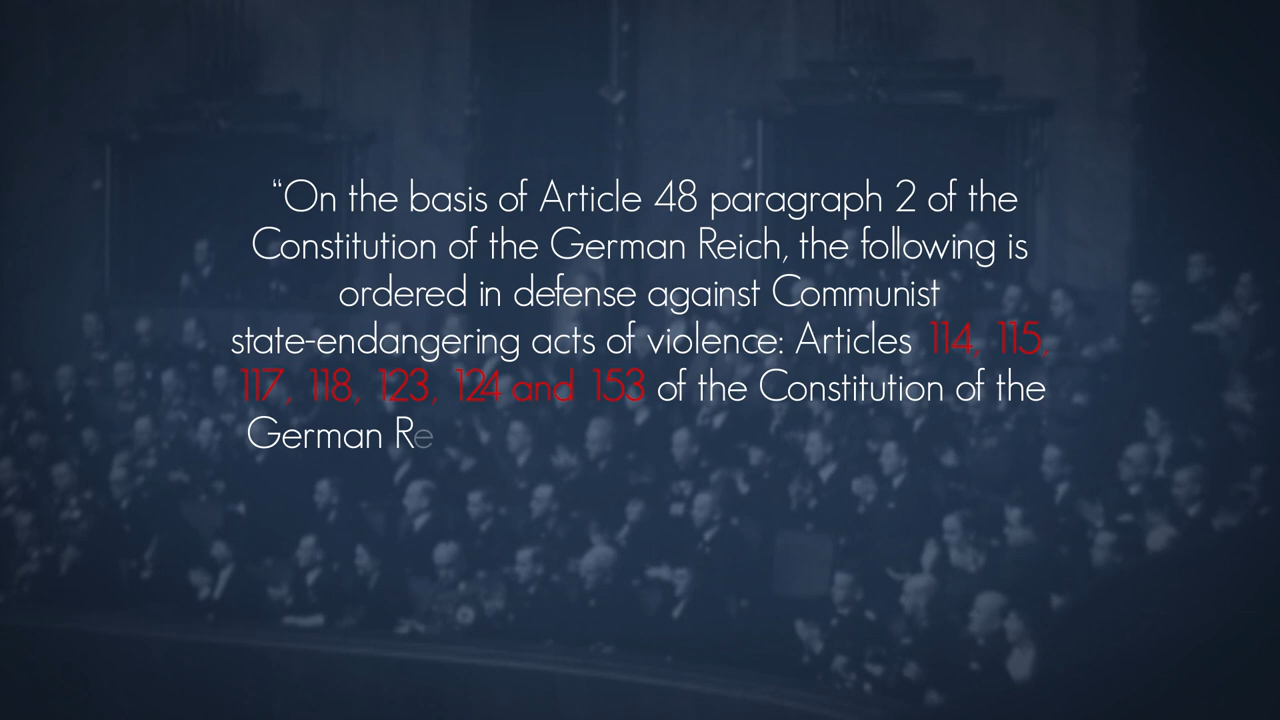 “On the basis of Article 48 paragraph 2 of the
Constitution of the German Reich, the following is
ordered in defense against Communist
state-endangering acts of violence: Articles 114, 115,
117, 118, 123, 124 and 153 of the Constitution of the
German Re